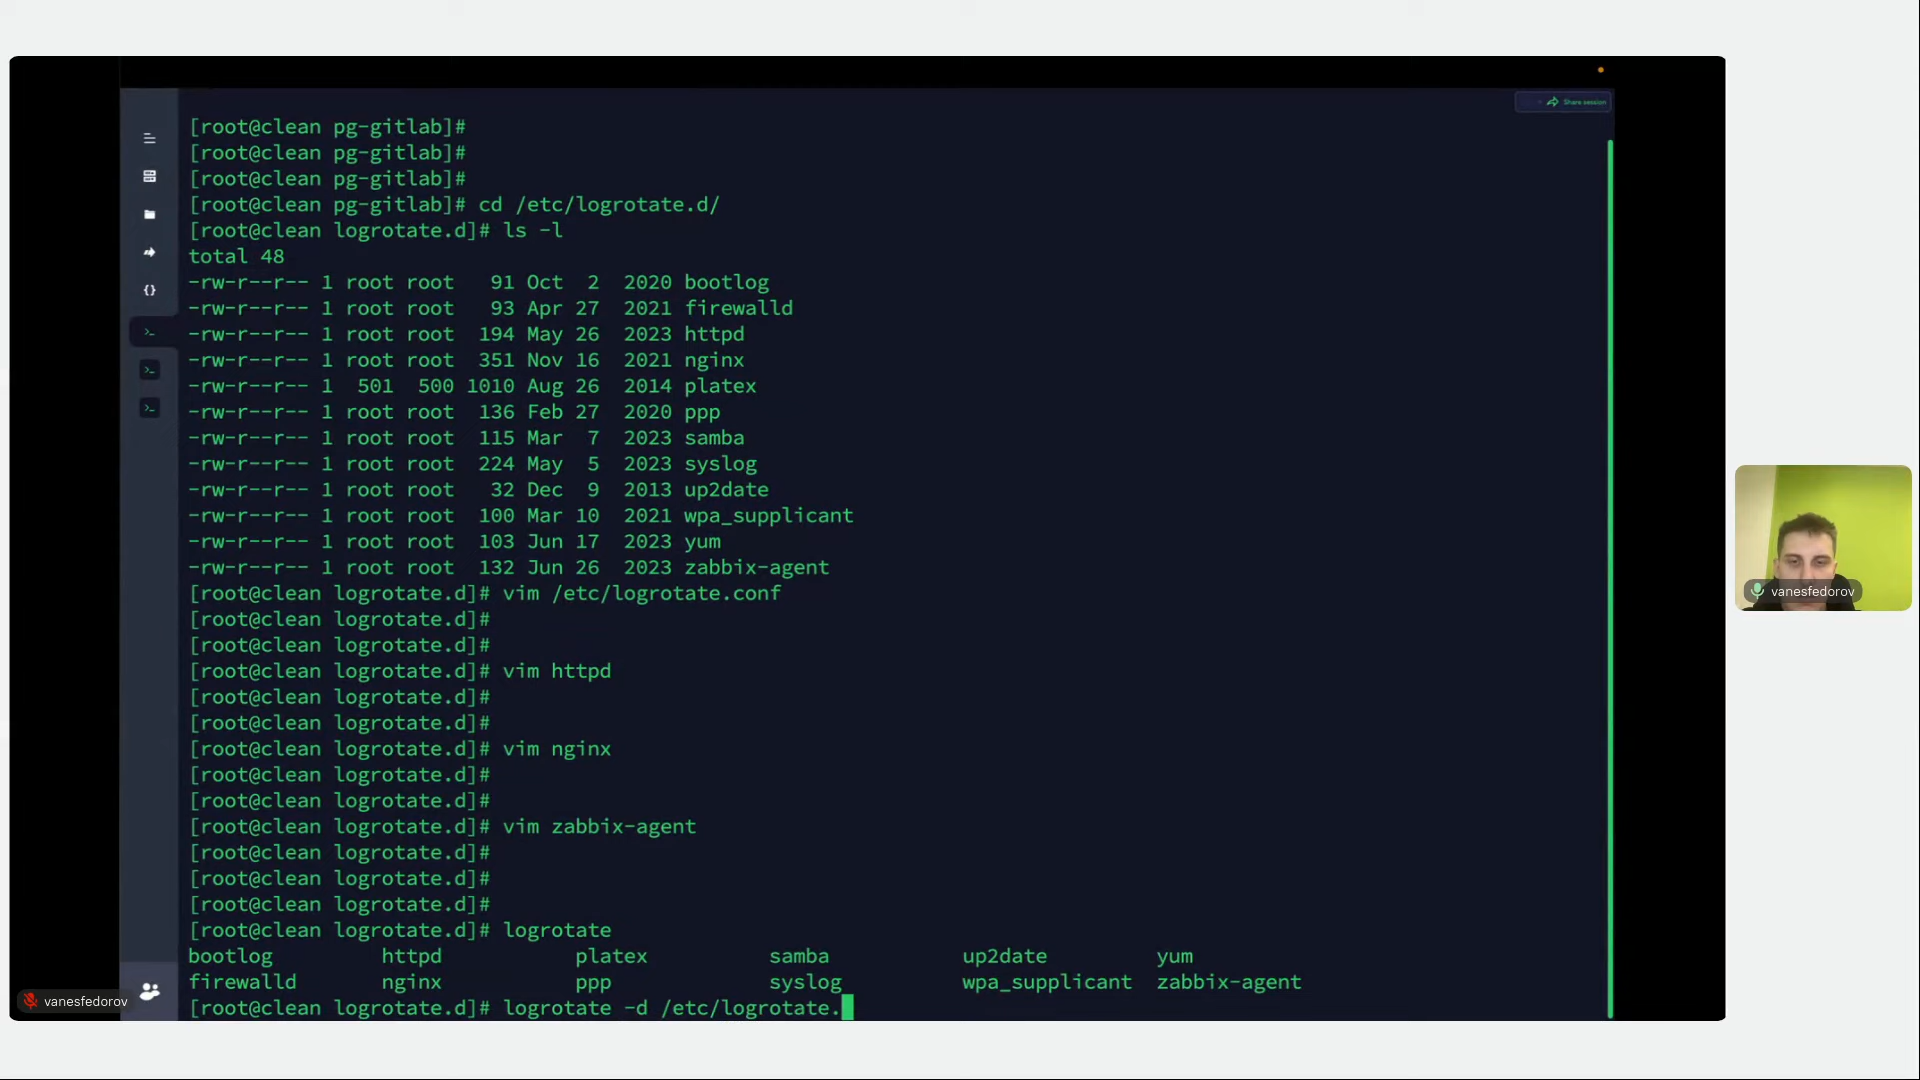 Share session
[root@clean pg-gitlab]#
[root@clean pg-gitlab]#
[root@clean pg-gitlab]#
[root@clean pg-gitlab]# cd /etc/logrotate.d/
[root@clean logrotate.d]# ls -l
total 48
-rw-r--r-- 1 root root   91 Oct  2  2020 bootlog
-rw-r--r-- 1 root root   93 Apr 27  2021 firewalld
-rw-r--r-- 1 root root  194 May 26  2023 httpd
-rw-r--r-- 1 root root  351 Nov 16  2021 nginx
-rw-r--r-- 1  501  500 1010 Aug 26  2014 platex
-rw-r--r-- 1 root root  136 Feb 27  2020 ppp
-rw-r--r-- 1 root root  115 Mar  7  2023 samba
-rw-r--r-- 1 root root  224 May  5  2023 syslog
-rw-r--r-- 1 root root   32 Dec  9  2013 up2date
-rw-r--r-- 1 root root  100 Mar 10  2021 wpa_supplicant
-rw-r--r-- 1 root root  103 Jun 17  2023 yum
-rw-r--r-- 1 root root  132 Jun 26  2023 zabbix-agent
[root@clean logrotate.d]# vim /etc/logrotate.conf
[root@clean logrotate.d]#
[root@clean logrotate.d]#
[root@clean logrotate.d]# vim httpd
[root@clean logrotate.d]#
[root@clean logrotate.d]#
[root@clean logrotate.d]# vim nginx
[root@clean logrotate.d]#
[root@clean logrotate.d]#
[root@clean logrotate.d]# vim zabbix-agent
[root@clean logrotate.d]#
[root@clean logrotate.d]#
[root@clean logrotate.d]#
[root@clean logrotate.d]# logrotate
bootlog         httpd           platex          samba           up2date         yum
firewalld       nginx           ppp             syslog          wpa_supplicant  zabbix-agent
[root@clean logrotate.d]# logrotate -d /etc/logrotate.
vanesfedorov
vanesfedorov